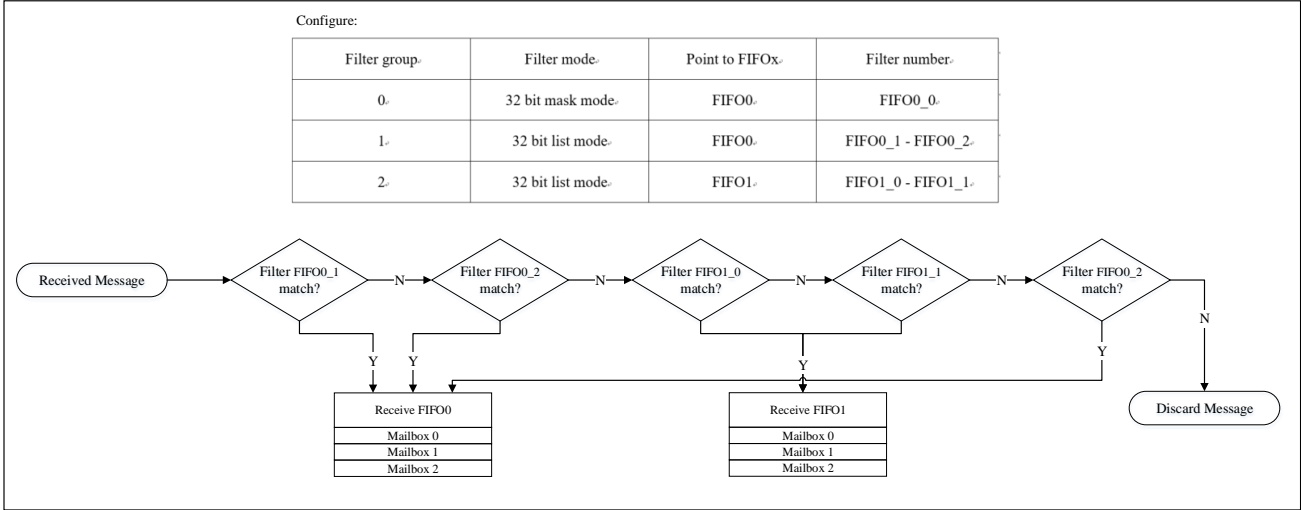 Configure:
Filter group Filter mode Point to FIFOx Filter number
0 32 bit mask mode FIFO0 FIFO0_0
1 32 bit list mode FIFO0 FIFO0_1 - FIFO0_2
2 32 bit list mode FIFO1 FIFO1_0 - FIFO1_1
Received Message
Filter FIFO0_1
match?
N
Filter FIFO0_2
match?
N
Filter FIFO1_0
match?
N
Filter FIFO1_1
match?
N
Filter FIFO0_2
match?
N
Y
Y
Y
Y
Receive FIFO0
Mailbox 0
Mailbox 1
Mailbox 2
Receive FIFO1
Mailbox 0
Mailbox 1
Mailbox 2
Discard Message